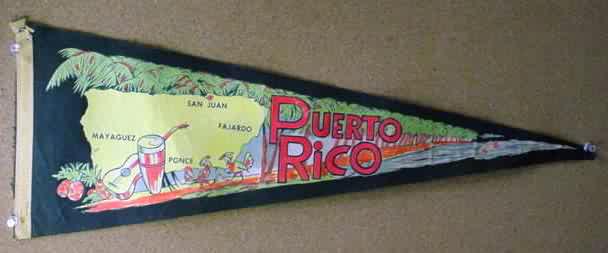 SAN JUAN
FAJARDO
MAYAGUEZ
PONCE
PUERTO
RICO